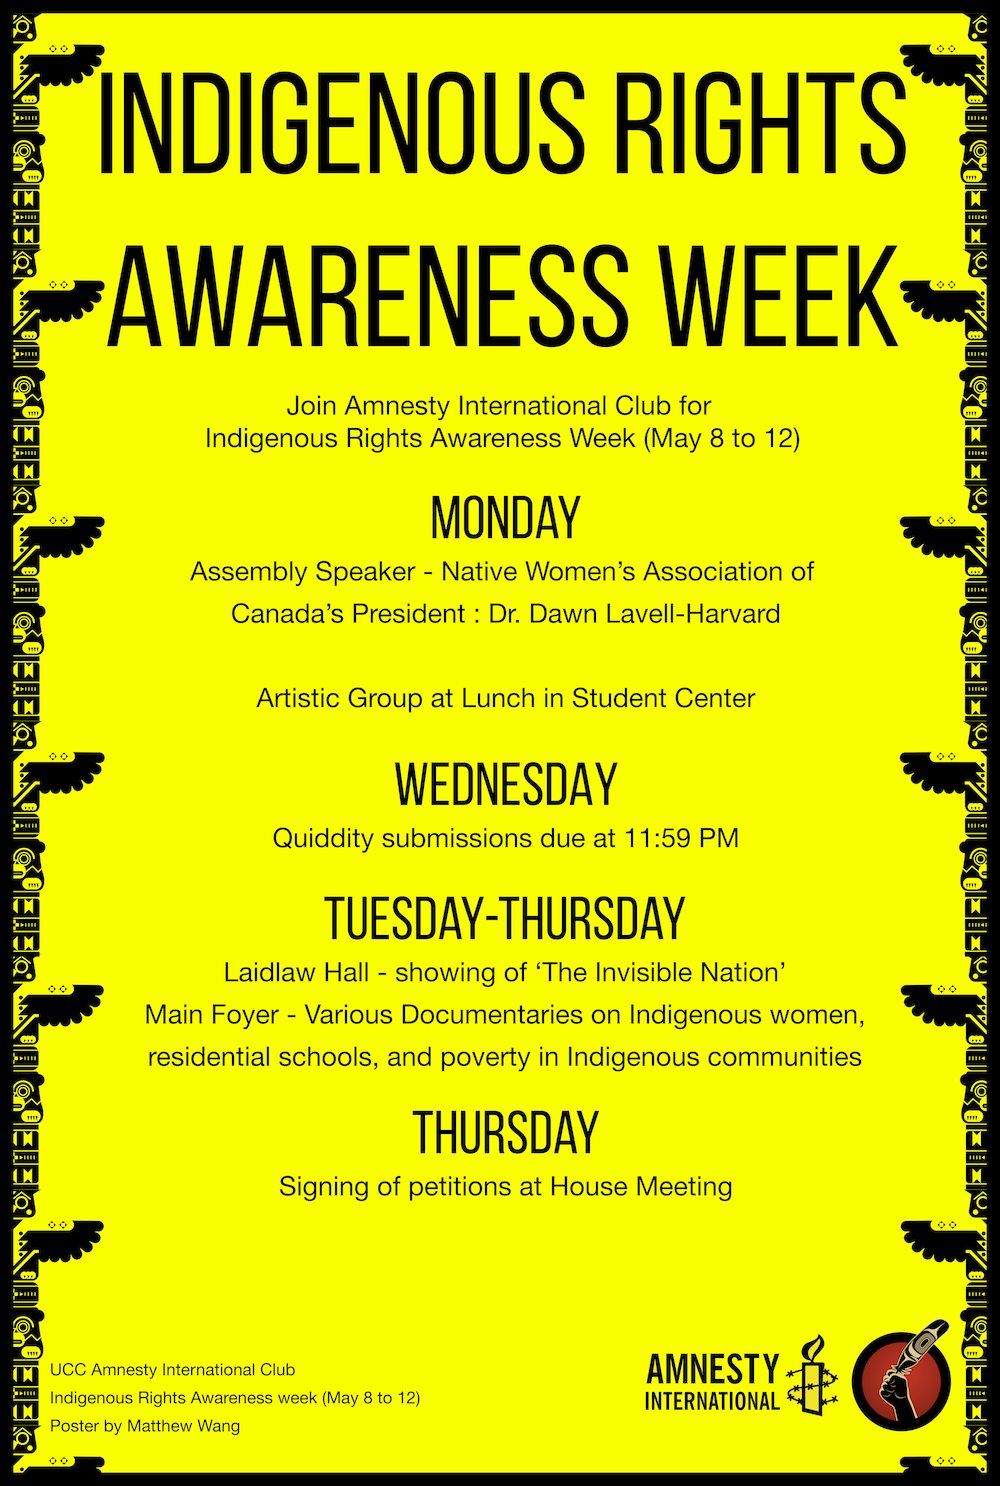 INDIGENOUS RIGHTS
AWARENESS WEEK
Join Amnesty International Club for
Indigenous Rights Awareness Week (May 8 to 12)
MONDAY
Assembly Speaker - Native Women’s Association of
Canada’s President : Dr. Dawn Lavell-Harvard
Artistic Group at Lunch in Student Center
WEDNESDAY
Quiddity submissions due at 11:59 PM
TUESDAY-THURSDAY
Laidlaw Hall - showing of ‘The Invisible Nation’
Main Foyer - Various Documentaries on Indigenous women,
residential schools, and poverty in Indigenous communities
THURSDAY
Signing of petitions at House Meeting
UCC Amnesty International Club
Indigenous Rights Awareness week (May 8 to 12)
Poster by Matthew Wang
AMNESTY
INTERNATIONAL